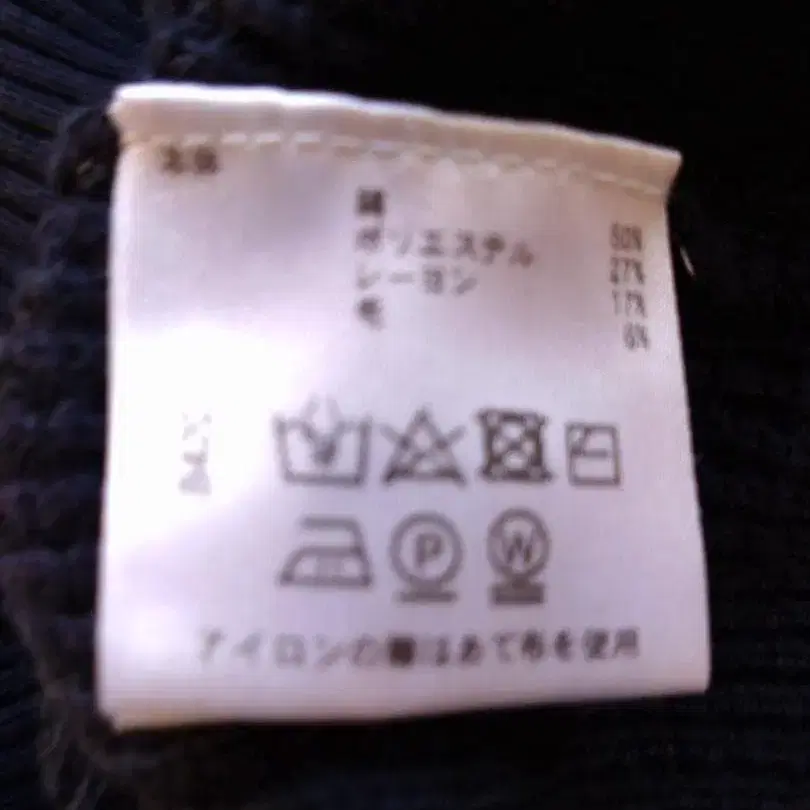 綿 50%
ポリエステル 27%
レーヨン 17%
毛 6%
P W
アイロンの際はあて布を使用